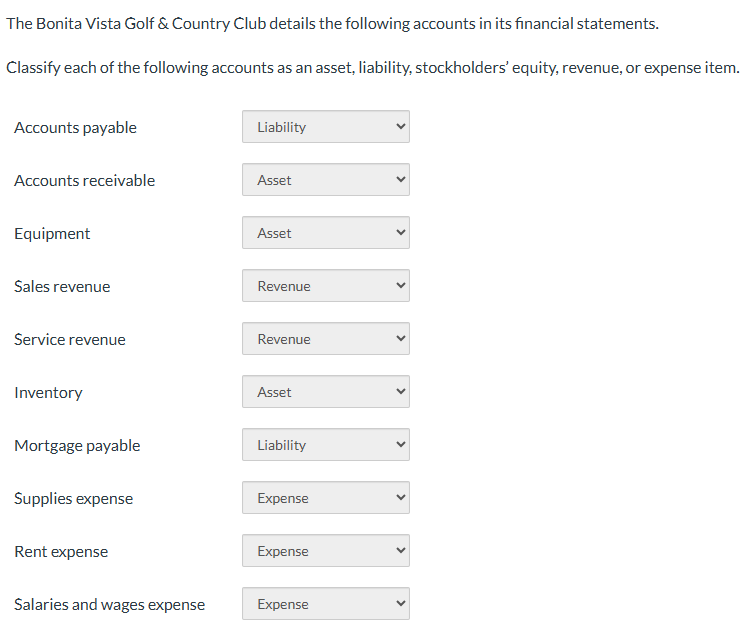 The Bonita Vista Golf & Country Club details the following accounts in its financial statements.
Classify each of the following accounts as an asset, liability, stockholders’ equity, revenue, or expense item.
Accounts payable Liability
Accounts receivable Asset
Equipment Asset
Sales revenue Revenue
Service revenue Revenue
Inventory Asset
Mortgage payable Liability
Supplies expense Expense
Rent expense Expense
Salaries and wages expense Expense